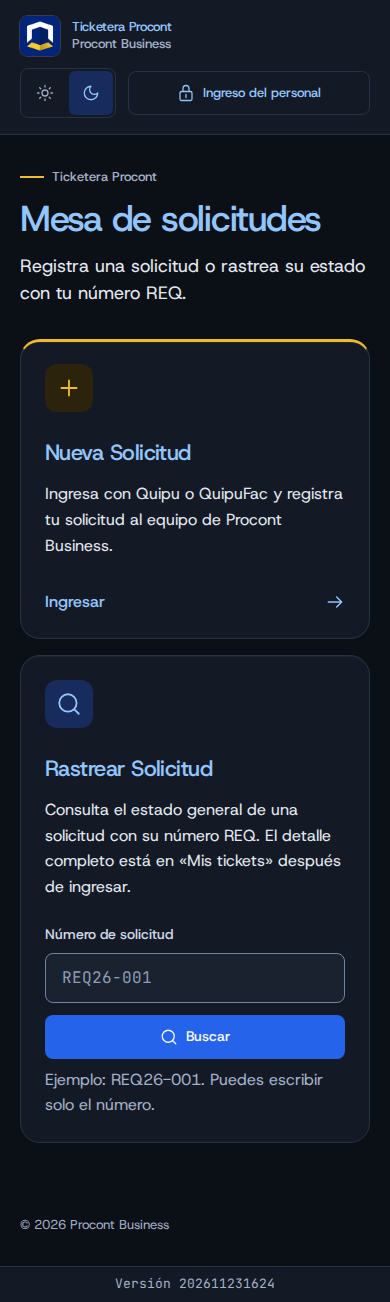 Ticketera Procont
Procont Business
Ingreso del personal
Ticketera Procont
Mesa de solicitudes
Registra una solicitud o rastrea su estado
con tu número REQ.
Nueva Solicitud
Ingresa con Quipu o QuipuFac y registra
tu solicitud al equipo de Procont
Business.
Ingresar
Rastrear Solicitud
Consulta el estado general de una
solicitud con su número REQ. El detalle
completo está en «Mis tickets» después
de ingresar.
Número de solicitud
REQ26-001
Buscar
Ejemplo: REQ26-001. Puedes escribir
solo el número.
© 2026 Procont Business
Versión 202611231624